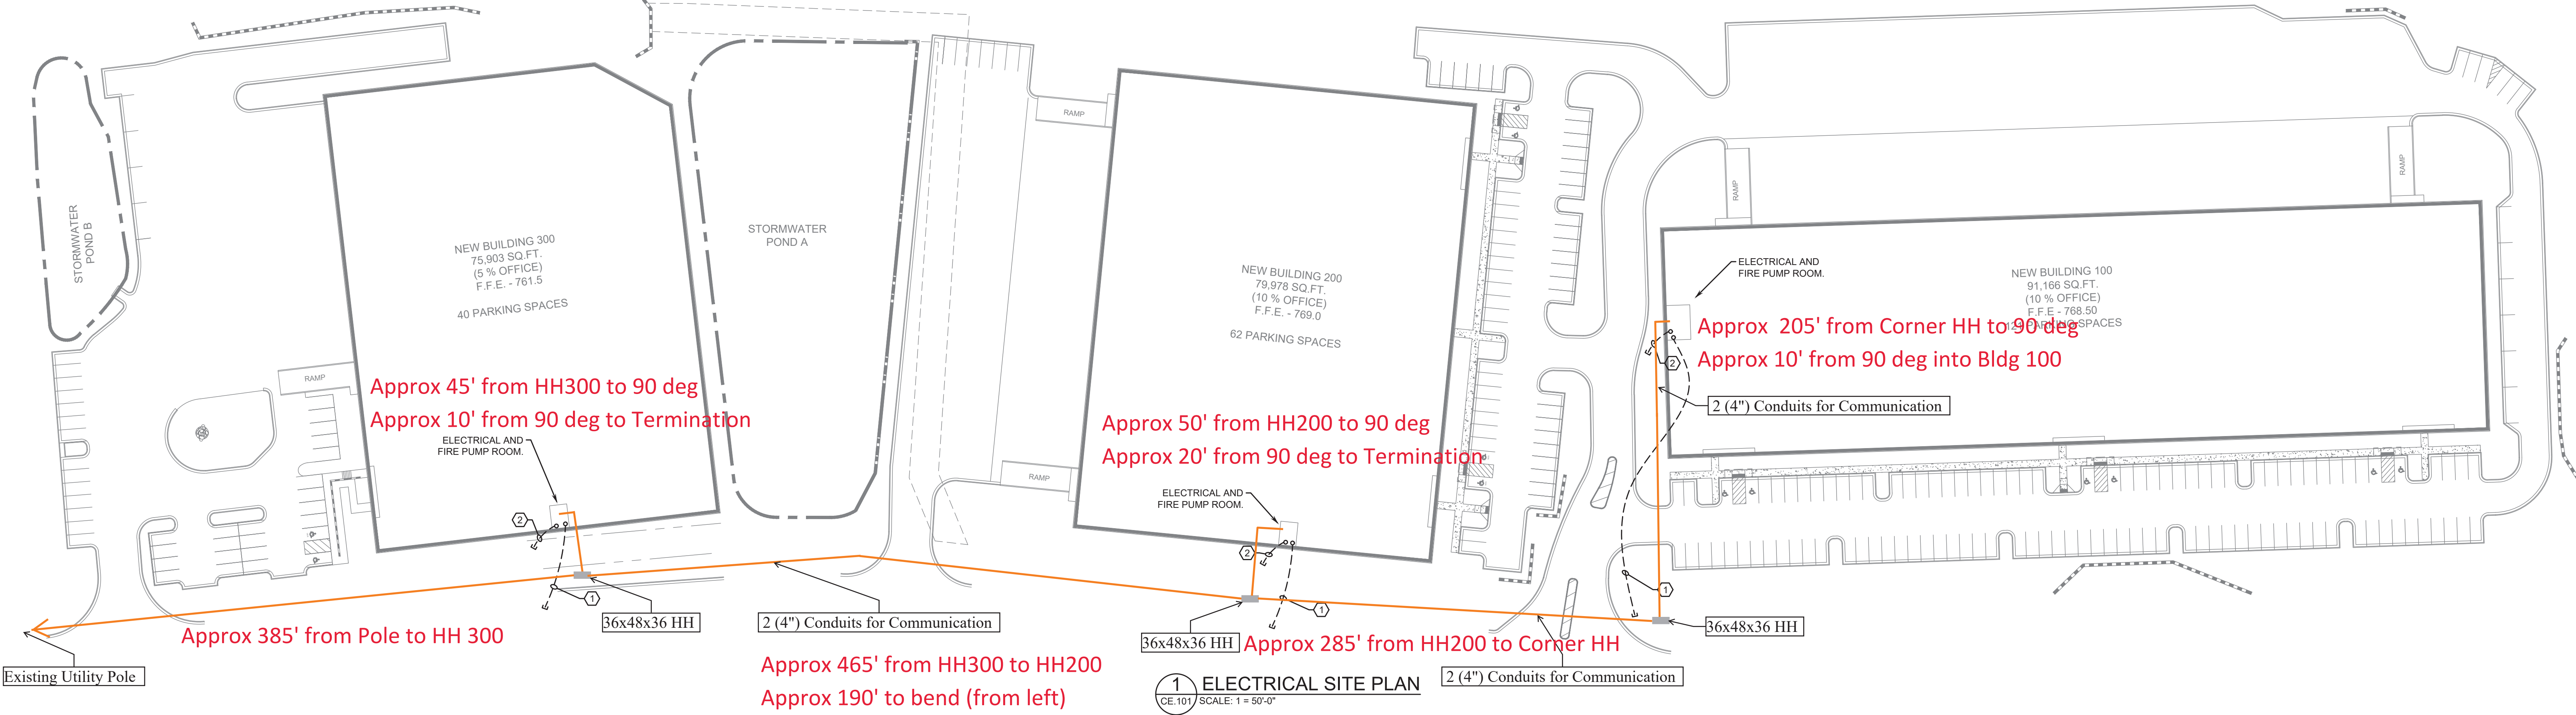 STORMWATER
POND B
NEW BUILDING 300
75,903 SQ.FT.
(5 % OFFICE)
F.F.E. - 761.5
40 PARKING SPACES
RAMP
Approx 45' from HH300 to 90 deg
Approx 10' from 90 deg to Termination
ELECTRICAL AND
FIRE PUMP ROOM.
2
1
36x48x36 HH
Approx 385' from Pole to HH 300
Existing Utility Pole
STORMWATER
POND A
2 (4") Conduits for Communication
Approx 465' from HH300 to HH200
Approx 190' to bend (from left)
RAMP
RAMP
NEW BUILDING 200
79,978 SQ.FT.
(10 % OFFICE)
F.F.E. - 769.0
62 PARKING SPACES
Approx 50' from HH200 to 90 deg
Approx 20' from 90 deg to Termination
ELECTRICAL AND
FIRE PUMP ROOM.
2
1
36x48x36 HH
Approx 285' from HH200 to Corner HH
2 (4") Conduits for Communication
1
CE.101
ELECTRICAL SITE PLAN
SCALE: 1 = 50'-0"
RAMP
RAMP
ELECTRICAL AND
FIRE PUMP ROOM.
NEW BUILDING 100
91,166 SQ.FT.
(10 % OFFICE)
F.F.E - 768.50
PARKING SPACES
Approx 205' from Corner HH to 90 deg
Approx 10' from 90 deg into Bldg 100
2
2 (4") Conduits for Communication
1
36x48x36 HH